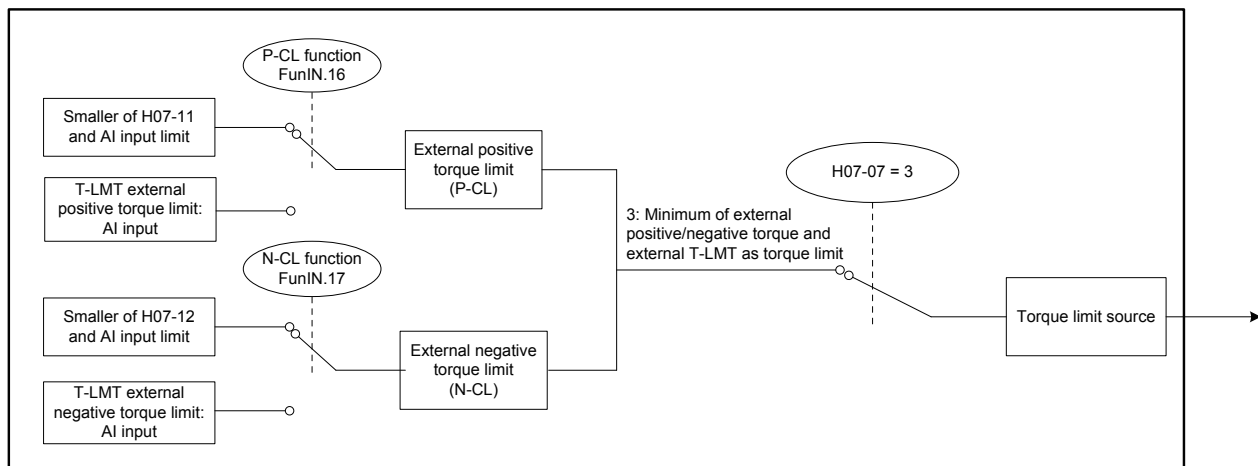 P-CL function
FunIN.16
Smaller of H07-11
and AI input limit
External positive
torque limit
(P-CL)
T-LMT external
positive torque limit:
AI input
H07-07 = 3
3: Minimum of external
positive/negative torque and
external T-LMT as torque limit
N-CL function
FunIN.17
Smaller of H07-12
and AI input limit
External negative
torque limit
(N-CL)
Torque limit source
T-LMT external
negative torque limit:
AI input